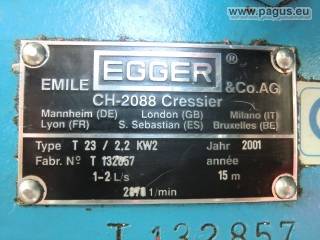 © www.pagus.eu
EMILE EGGER & Co. AG
CH-2088 Cressier
Mannheim (DE) London (GB) Milano (IT)
Lyon (FR) S. Sebastian (ES) Bruxelles (BE)
Type T 23 / 2,2 KW2 Jahr 2001
Fabr. Nº T 132857 année
1-2 L/s 15 m
1/min
T 132857